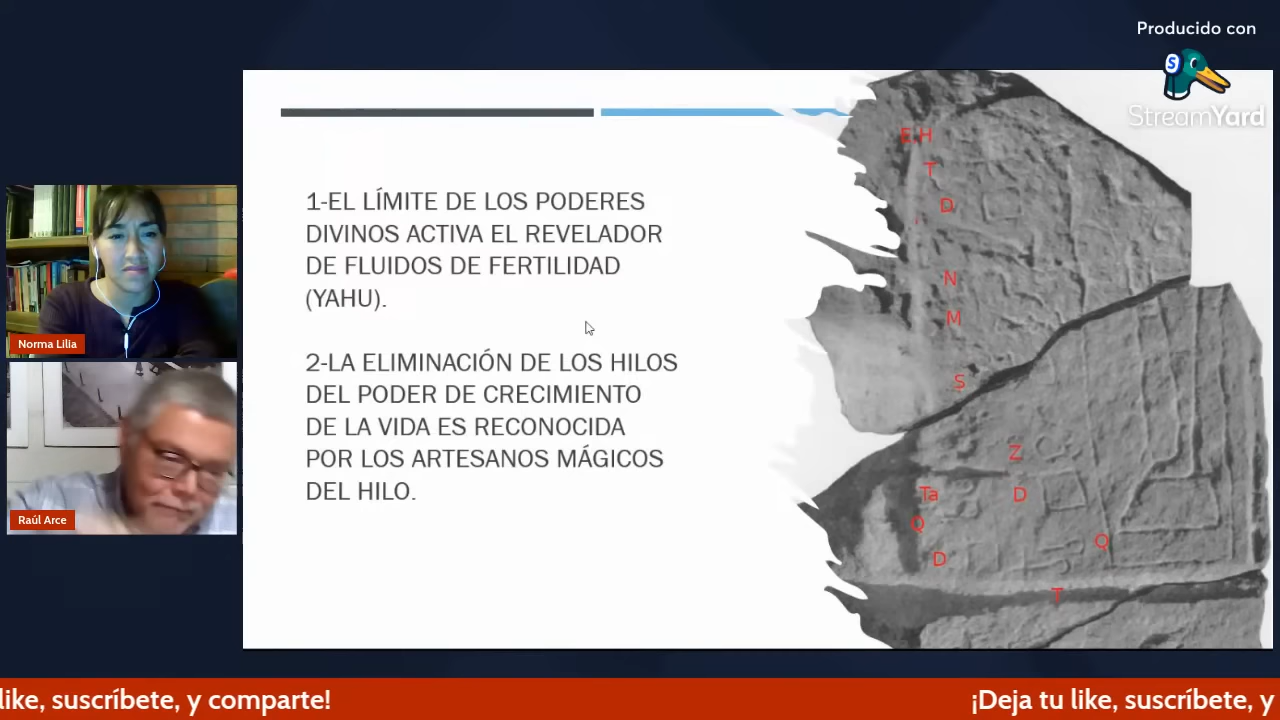 Producido con
StreamYard
1-EL LÍMITE DE LOS PODERES
DIVINOS ACTIVA EL REVELADOR
DE FLUIDOS DE FERTILIDAD
(YAHU).
2-LA ELIMINACIÓN DE LOS HILOS
DEL PODER DE CRECIMIENTO
DE LA VIDA ES RECONOCIDA
POR LOS ARTESANOS MÁGICOS
DEL HILO.
E.H
T
D
N
M
S
Z
Ta
D
Q
Q
D
T
Norma Lilia
Raúl Arce
like, suscríbete, y comparte!
¡Deja tu like, suscríbete, y